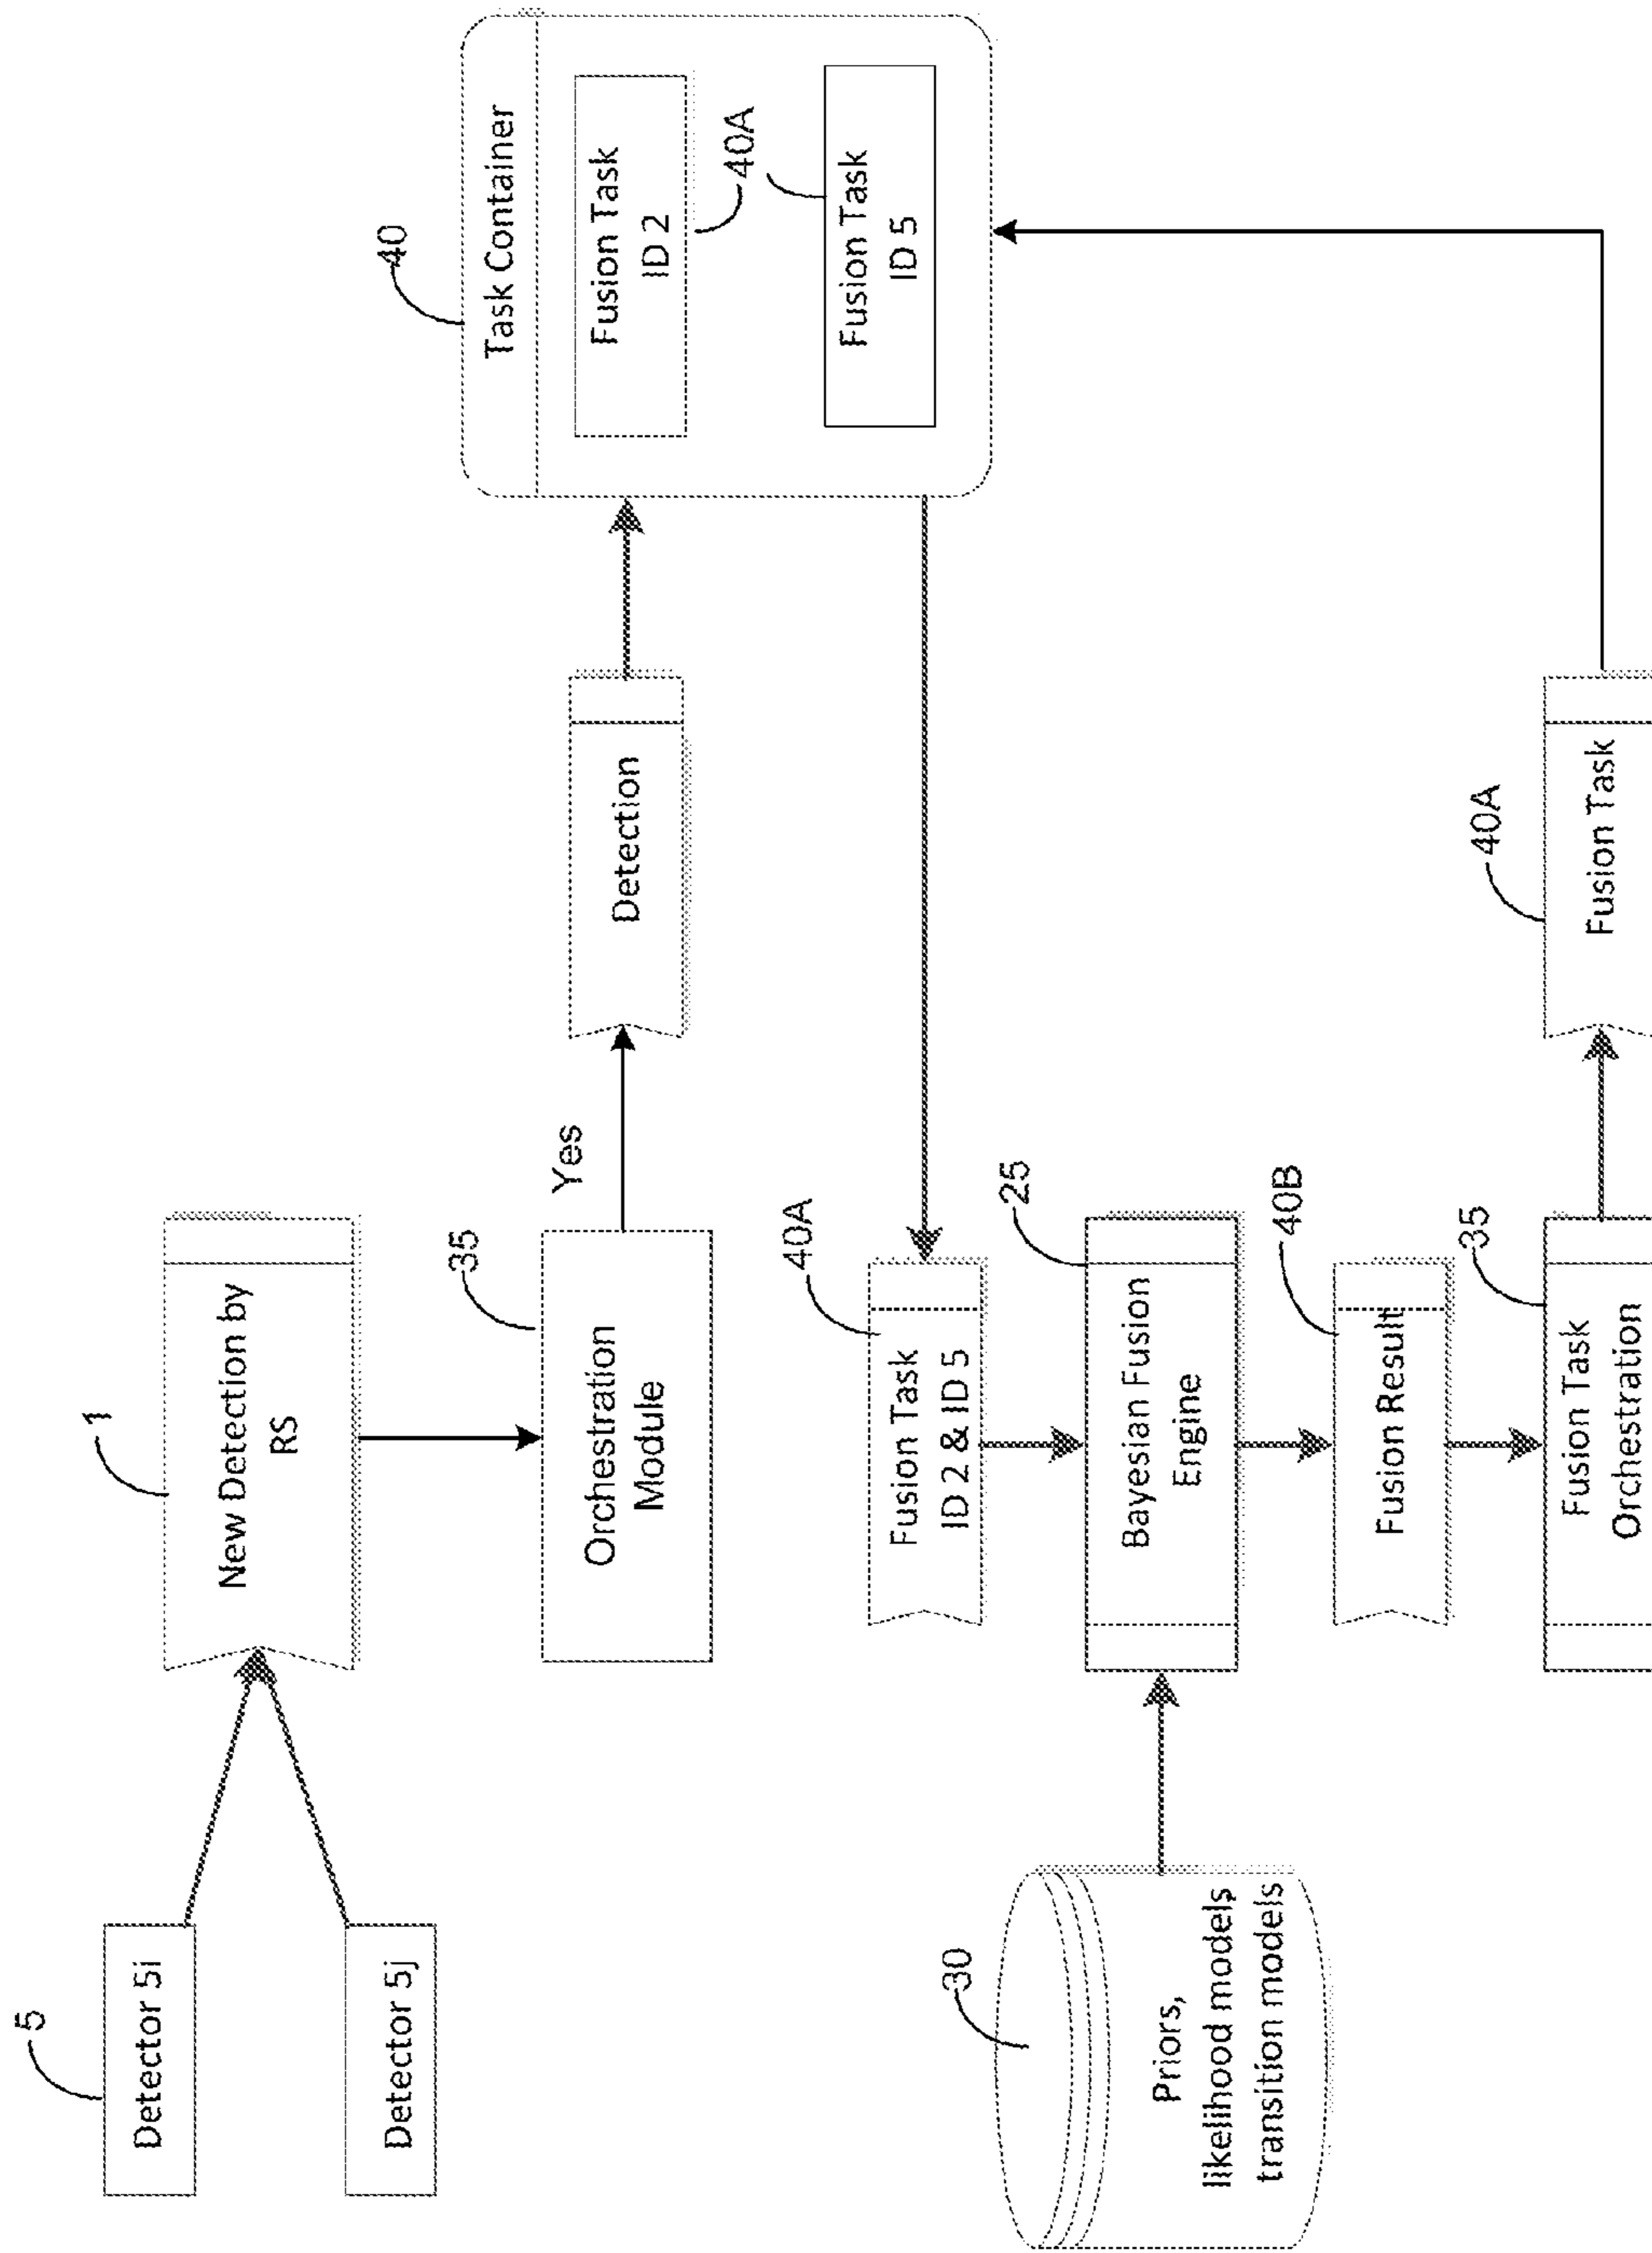 5
Detector 5i
Detector 5j
1
New Detection by
RS
35
Orchestration
Module
Yes
Detection
40
Task Container
Fusion Task
ID 2
40A
Fusion Task
ID 5
40A
Fusion Task
ID 2 & ID 5
30
Priors,
likelihood models
transition models
25
Bayesian Fusion
Engine
40B
Fusion Result
35
Fusion Task
Orchestration
40A
Fusion Task